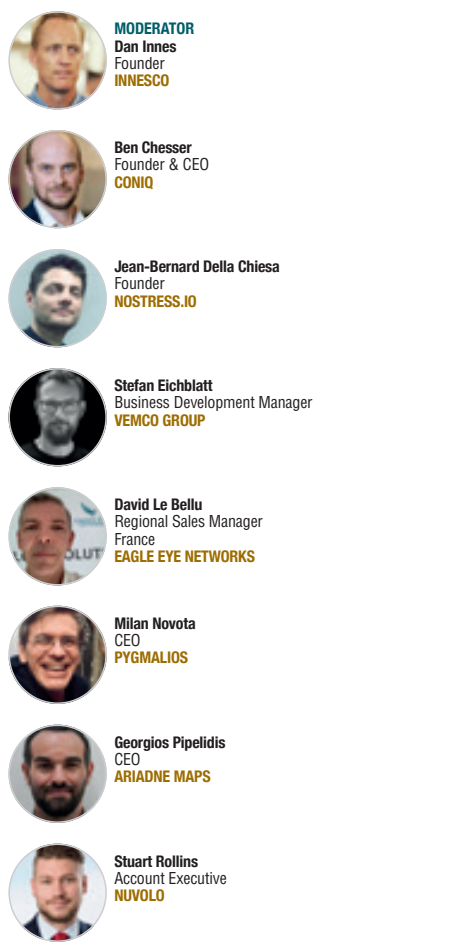 MODERATOR
Dan Innes
Founder
INNESCO
Ben Chesser
Founder & CEO
CONIQ
Jean-Bernard Della Chiesa
Founder
NOSTRESS.IO
Stefan Eichblatt
Business Development Manager
VEMCO GROUP
David Le Bellu
Regional Sales Manager
France
EAGLE EYE NETWORKS
Milan Novota
CEO
PYGMALIOS
Georgios Pipelidis
CEO
ARIADNE MAPS
Stuart Rollins
Account Executive
NUVOLO